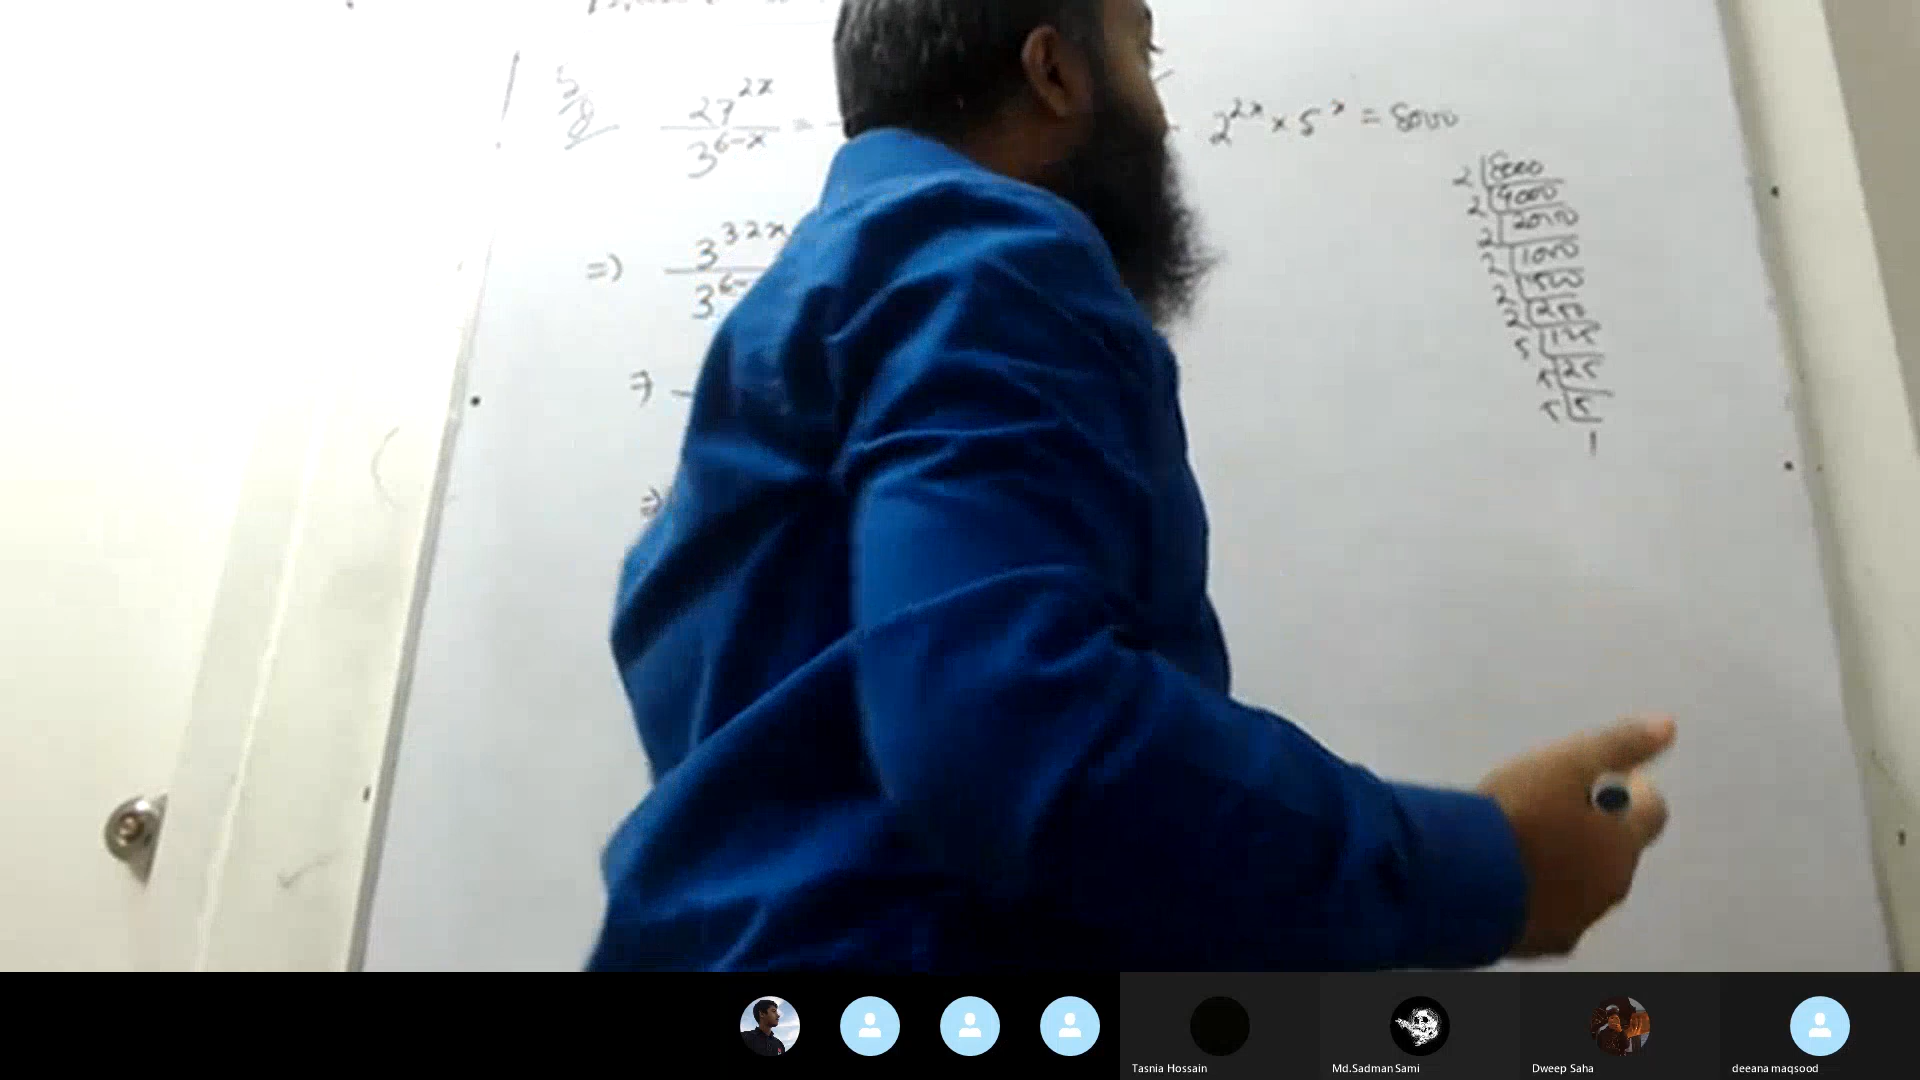 27^2x / 3^6-x =
2^2x × 5^x = 8000
2 | 8000
2 | 4000
2 | 2000
2 | 1000
2 | 500
2 | 250
5 | 125
5 | 25
5 | 5
1
=> 3^32x / 3^6-
=>
Tasnia Hossain
Md.Sadman Sami
Dweep Saha
deeana maqsood